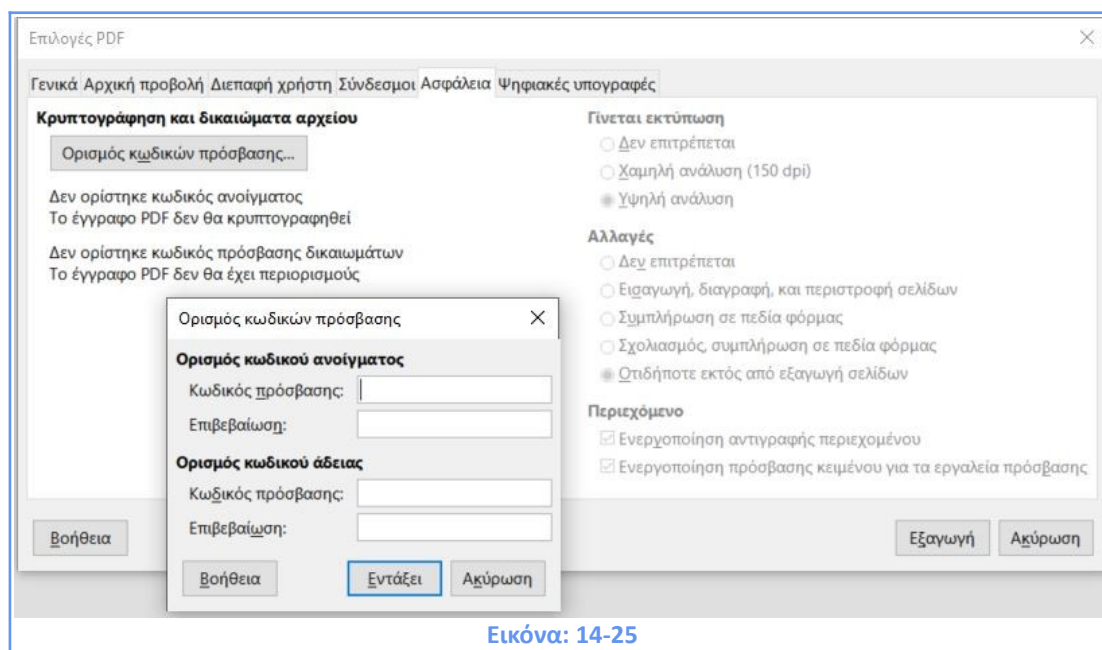 Επιλογές PDF
Γενικά Αρχική προβολή Διεπαφή χρήστη Σύνδεσμοι Ασφάλεια Ψηφιακές υπογραφές
Κρυπτογράφηση και δικαιώματα αρχείου
Ορισμός κωδικών πρόσβασης...
Δεν ορίστηκε κωδικός ανοίγματος
Το έγγραφο PDF δεν θα κρυπτογραφηθεί
Δεν ορίστηκε κωδικός πρόσβασης δικαιωμάτων
Το έγγραφο PDF δεν θα έχει περιορισμούς
Γίνεται εκτύπωση
Δεν επιτρέπεται
Χαμηλή ανάλυση (150 dpi)
Υψηλή ανάλυση
Αλλαγές
Δεν επιτρέπεται
Εισαγωγή, διαγραφή, και περιστροφή σελίδων
Συμπλήρωση σε πεδία φόρμας
Σχολιασμός, συμπλήρωση σε πεδία φόρμας
Οτιδήποτε εκτός από εξαγωγή σελίδων
Περιεχόμενο
Ενεργοποίηση αντιγραφής περιεχομένου
Ενεργοποίηση πρόσβασης κειμένου για τα εργαλεία πρόσβασης
Ορισμός κωδικών πρόσβασης
Ορισμός κωδικού ανοίγματος
Κωδικός πρόσβασης:
Επιβεβαίωση:
Ορισμός κωδικού άδειας
Κωδικός πρόσβασης:
Επιβεβαίωση:
Βοήθεια Εντάξει Ακύρωση
Βοήθεια Εξαγωγή Ακύρωση
Εικόνα: 14-25